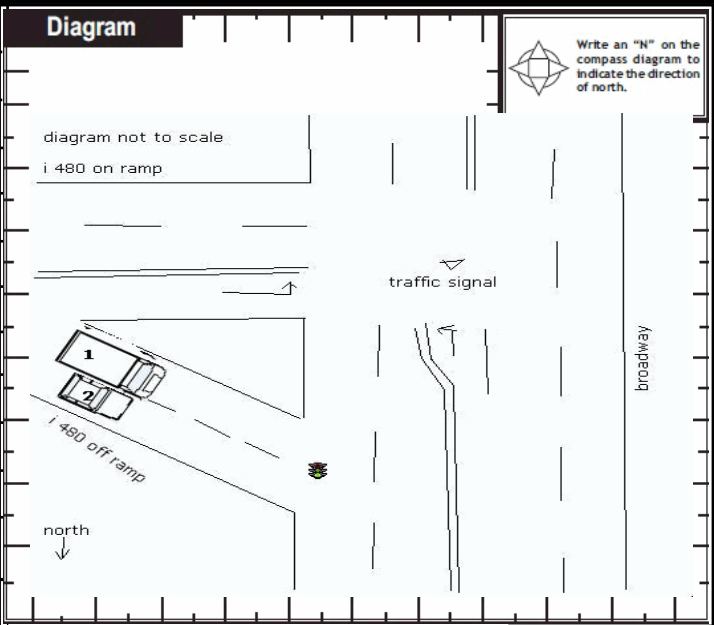 Diagram
Write an “N” on the
compass diagram to
indicate the direction
of north.
diagram not to scale
i 480 on ramp
traffic signal
1
2
broadway
i 480 off ramp
north